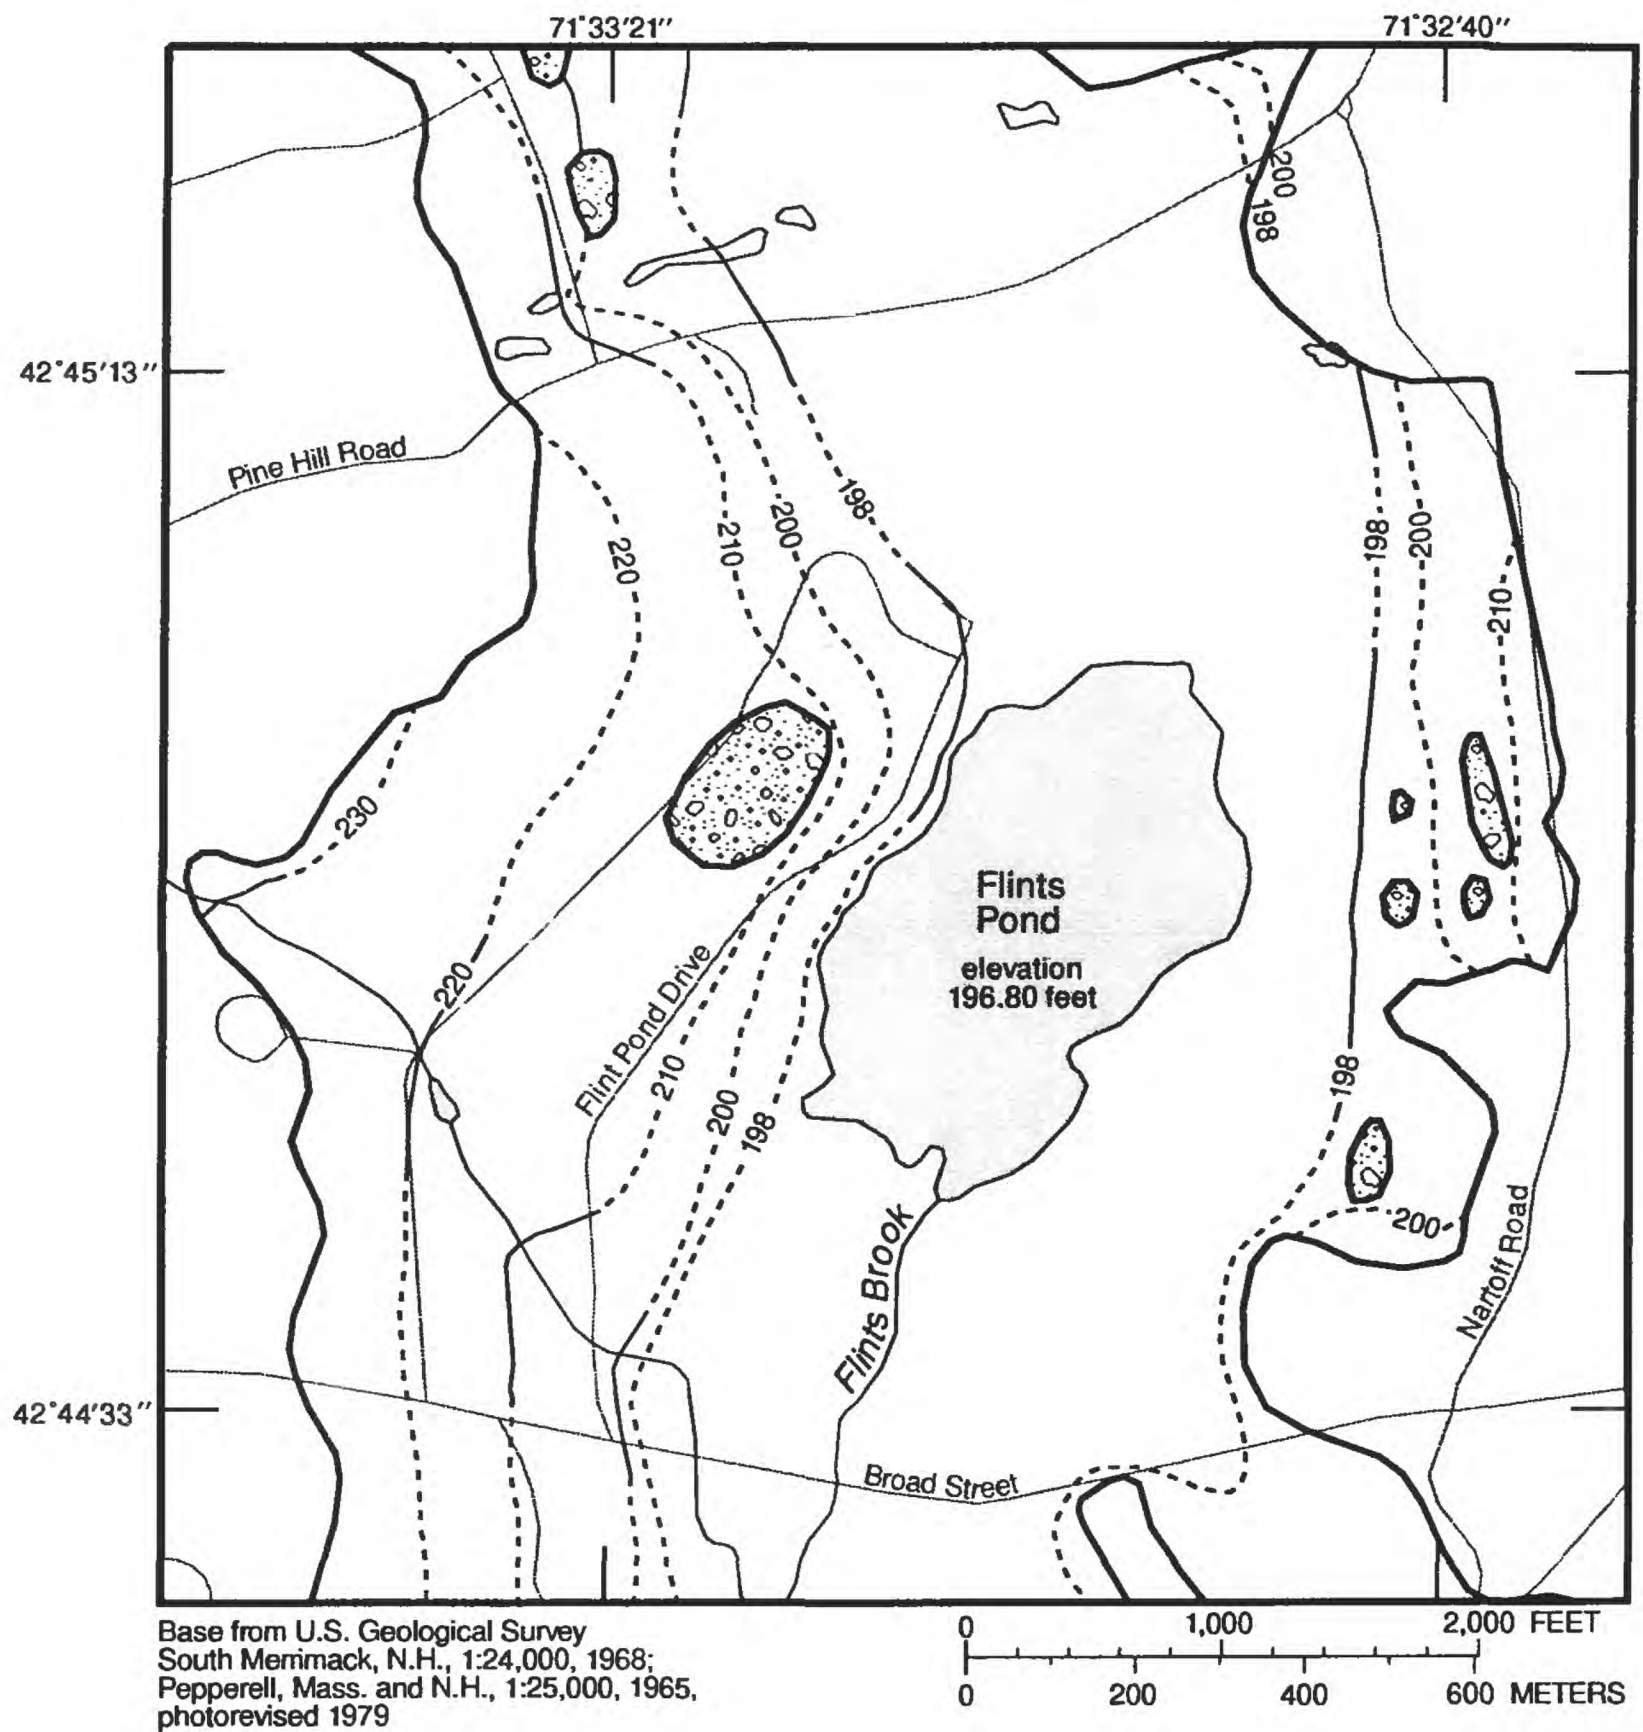 71°33'21"
71°32'40"
200
198
42°45'13"
Pine Hill Road
198
200
210
220
198
200
210
230
Flints
Pond
elevation
196.80 feet
220
Flint Pond Drive
210
200
198
198
200
Flints Brook
Nartoff Road
42°44'33"
Broad Street
Base from U.S. Geological Survey
South Merrimack, N.H., 1:24,000, 1968;
Pepperell, Mass. and N.H., 1:25,000, 1965,
photorevised 1979
0 1,000 2,000 FEET
0 200 400 600 METERS